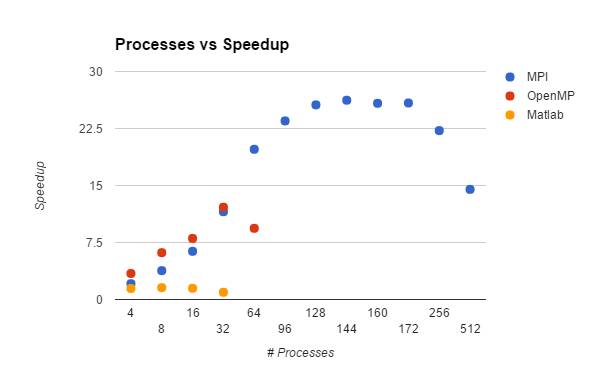 Processes vs Speedup
30
22.5
15
7.5
0
Speedup
4
8
16
32
64
96
128
144
160
172
256
512
# Processes
MPI
OpenMP
Matlab